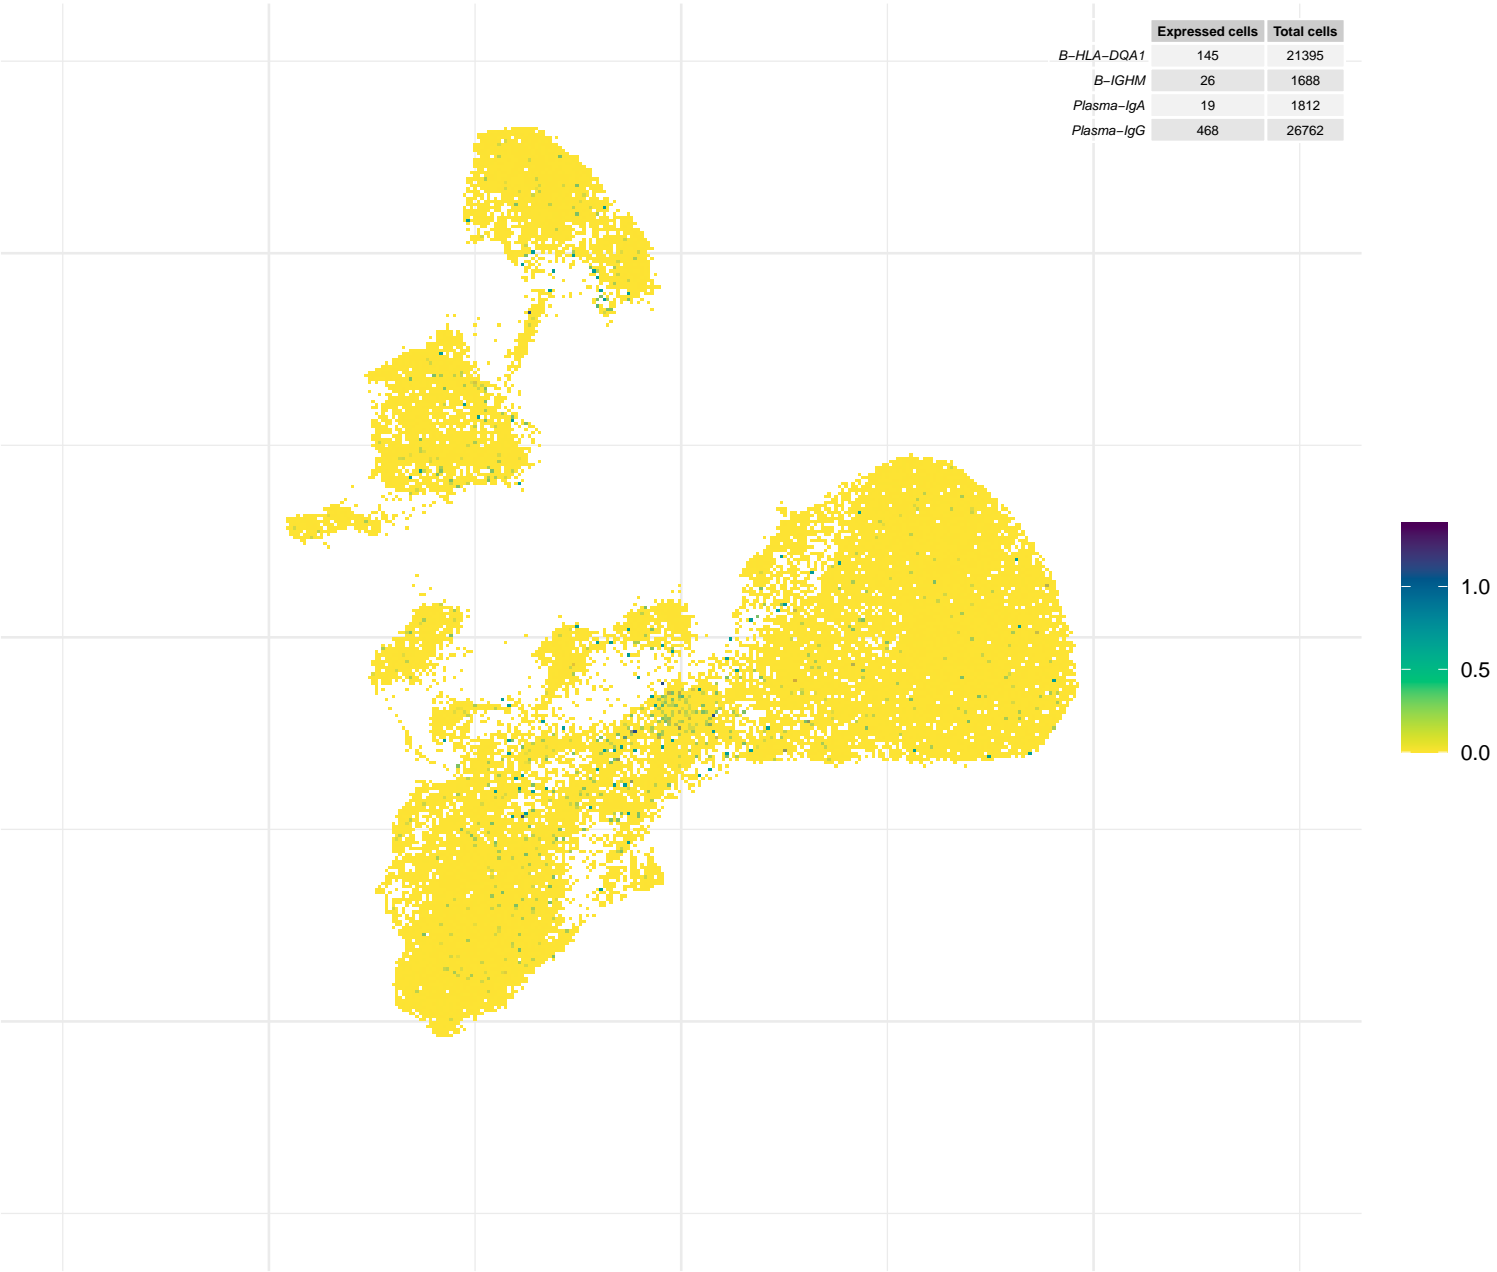 Expressed cells Total cells
B−HLA−DQA1 145 21395
B−IGHM 26 1688
Plasma−IgA 19 1812
Plasma−IgG 468 26762
1.0
0.5
0.0